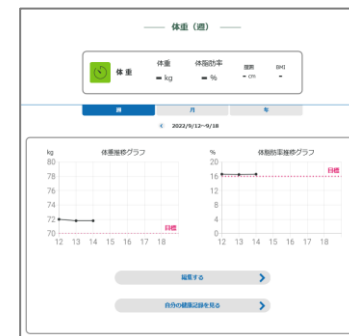 体重（週）
体重
体重
- kg
体脂肪率
- %
腹囲
- cm
BMI
-
週
月
年
2022/9/12~9/18
kg
体重推移グラフ
80
78
76
74
72
70
目標
12 13 14 15 16 17 18
%
体脂肪率推移グラフ
20
16
12
8
4
0
目標
12 13 14 15 16 17 18
編集する
自分の健康記録を見る